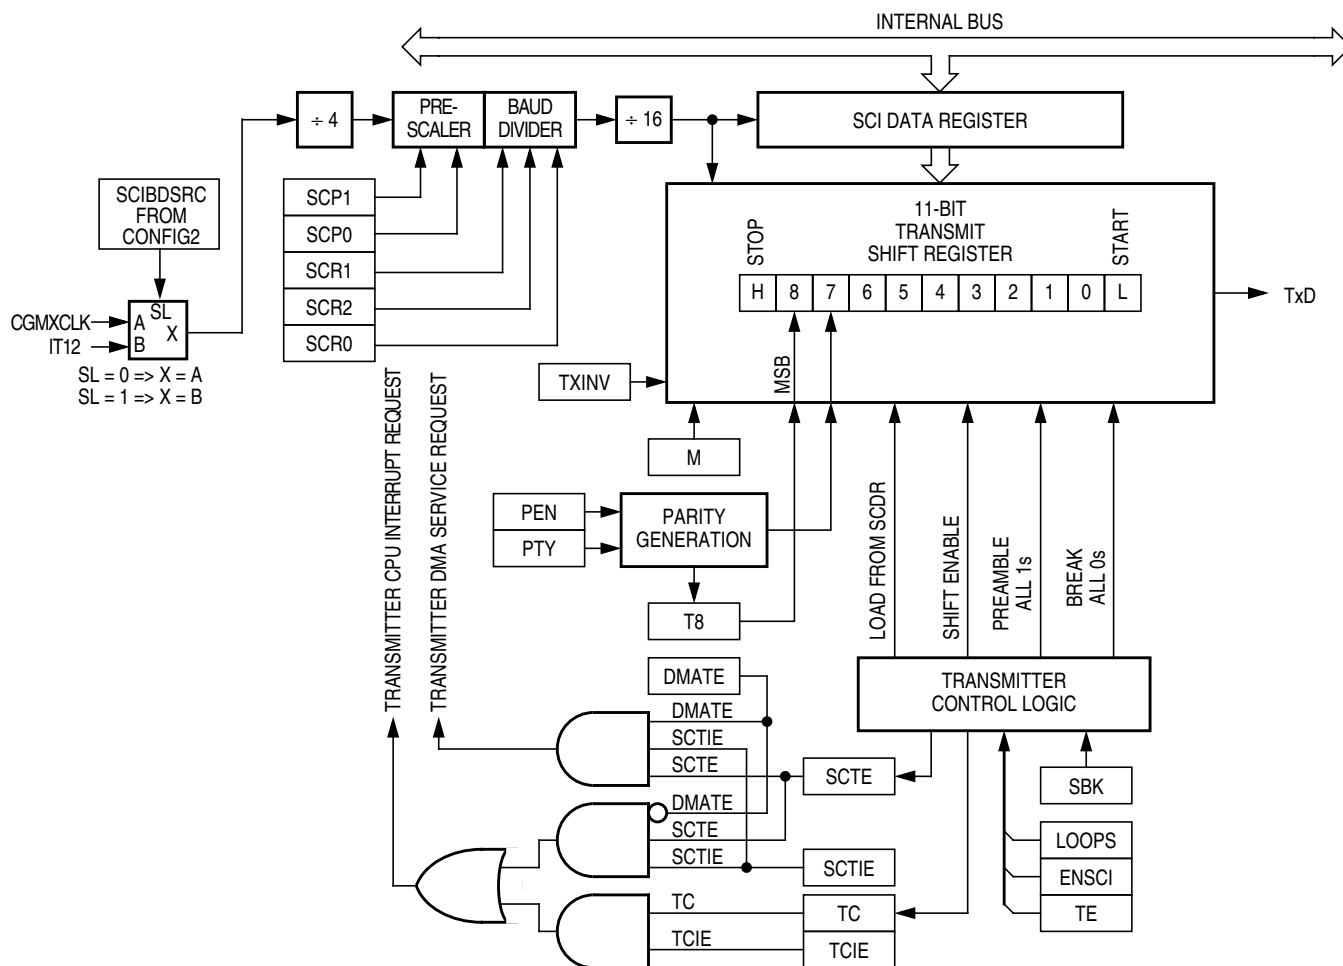 INTERNAL BUS
÷ 4
PRE-
SCALER
BAUD
DIVIDER
÷ 16
SCI DATA REGISTER
SCIBDSRC
FROM
CONFIG2
SCP1
SCP0
SCR1
SCR2
SCR0
11-BIT
TRANSMIT
SHIFT REGISTER
STOP
START
H 8 7 6 5 4 3 2 1 0 L
TxD
CGMXCLK
IT12
SL
A
X
B
SL = 0 => X = A
SL = 1 => X = B
TXINV
MSB
M
TRANSMITTER CPU INTERRUPT REQUEST
TRANSMITTER DMA SERVICE REQUEST
PEN
PTY
PARITY
GENERATION
T8
LOAD FROM SCDR
SHIFT ENABLE
PREAMBLE
ALL 1s
BREAK
ALL 0s
TRANSMITTER
CONTROL LOGIC
DMATE
DMATE
SCTIE
SCTE
SCTE
SBK
DMATE
SCTE
SCTIE
SCTIE
LOOPS
ENSCI
TE
TC
TC
TCIE
TCIE